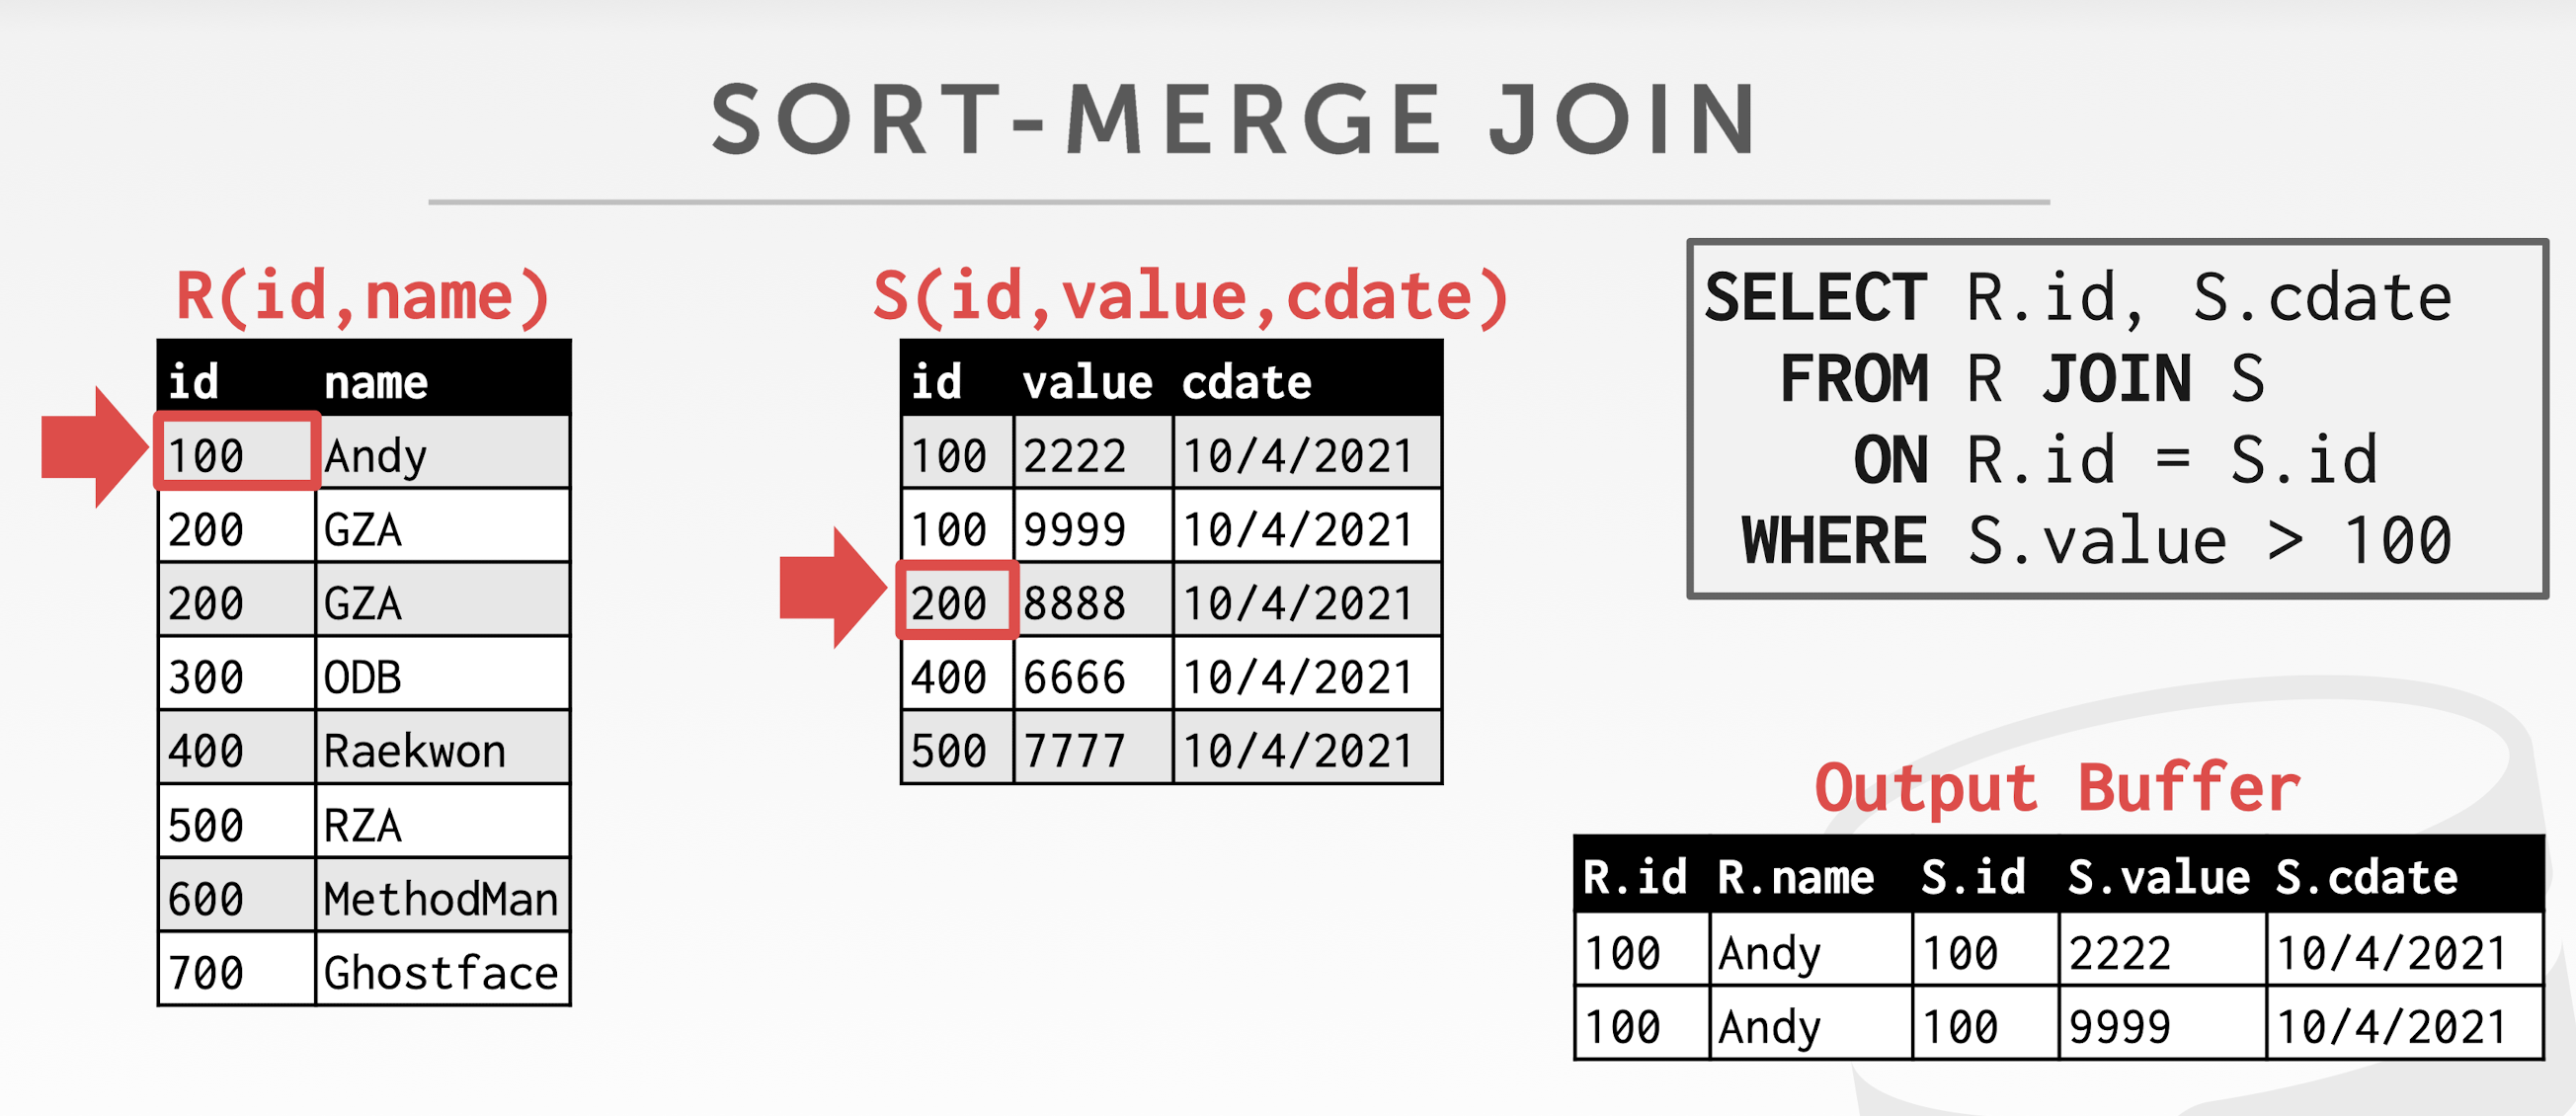 SORT-MERGE JOIN
R(id,name)
id name
100 Andy
200 GZA
200 GZA
300 ODB
400 Raekwon
500 RZA
600 MethodMan
700 Ghostface
S(id,value,cdate)
id value cdate
100 2222 10/4/2021
100 9999 10/4/2021
200 8888 10/4/2021
400 6666 10/4/2021
500 7777 10/4/2021
SELECT R.id, S.cdate
FROM R JOIN S
ON R.id = S.id
WHERE S.value > 100
Output Buffer
R.id R.name S.id S.value S.cdate
100 Andy 100 2222 10/4/2021
100 Andy 100 9999 10/4/2021